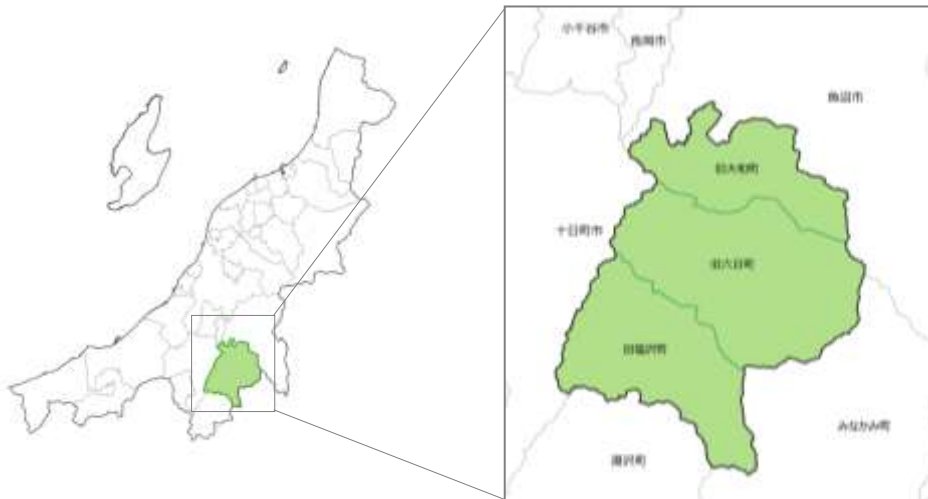 小千谷市
長岡市
魚沼市
旧大和町
十日町市
旧六日町
旧塩沢町
みなかみ町
湯沢町